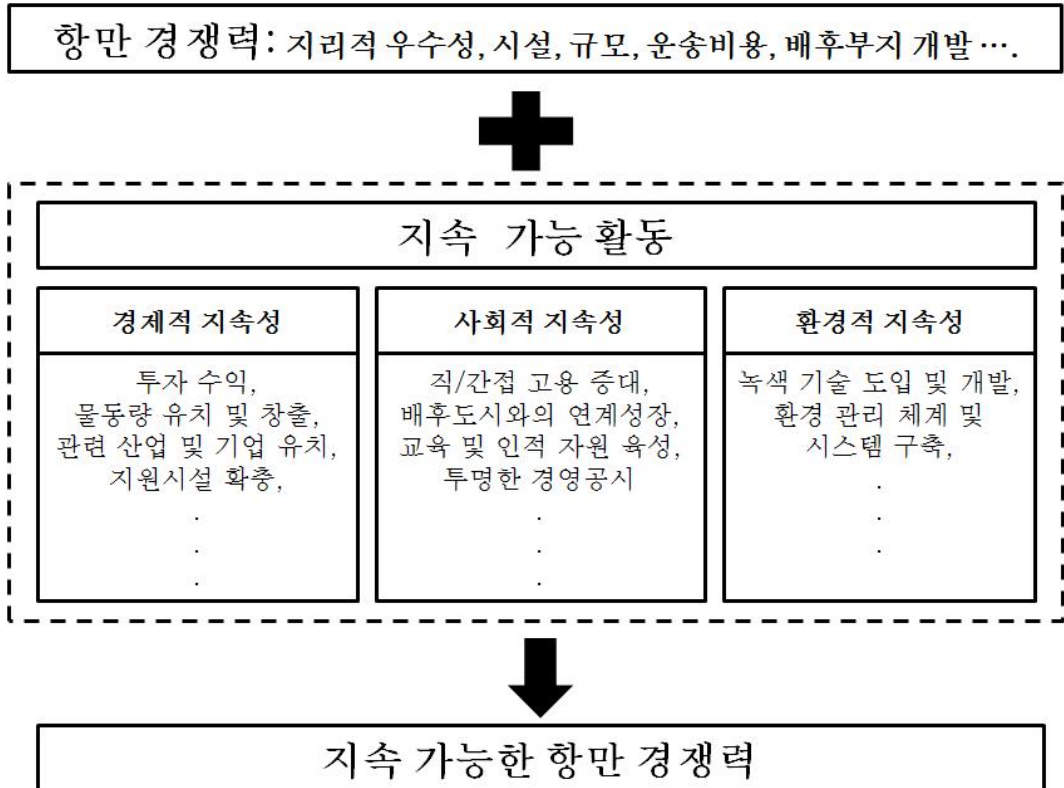 항만 경쟁력: 지리적 우수성, 시설, 규모, 운송비용, 배후부지 개발 ….
지속 가능 활동
경제적 지속성
투자 수익,
물동량 유치 및 창출,
관련 산업 및 기업 유치,
지원시설 확충,
.
.
.
사회적 지속성
직/간접 고용 증대,
배후도시와의 연계성장,
교육 및 인적 자원 육성,
투명한 경영공시
.
.
.
환경적 지속성
녹색 기술 도입 및 개발,
환경 관리 체계 및
시스템 구축,
.
.
.
지속 가능한 항만 경쟁력